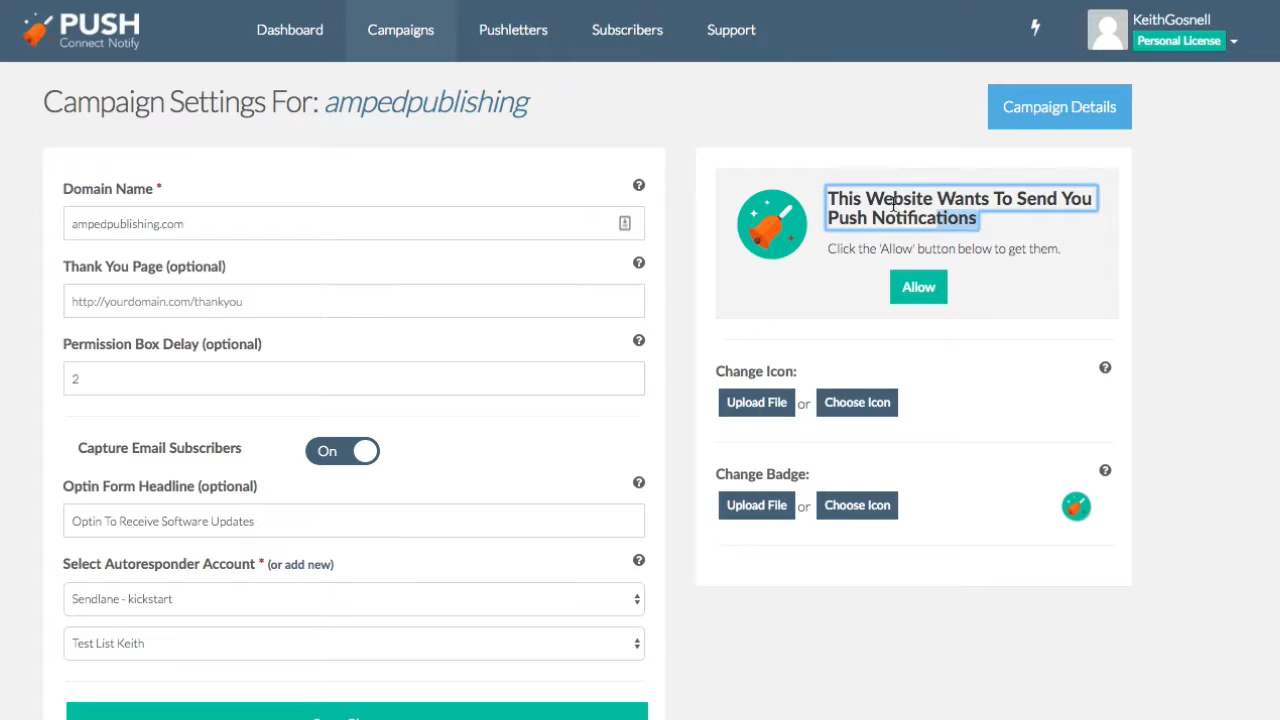 PUSH
Connect Notify
Dashboard
Campaigns
Pushletters
Subscribers
Support
KeithGosnell
Personal License
Campaign Settings For: ampedpublishing
Campaign Details
Domain Name *
ampedpublishing.com
Thank You Page (optional)
http://yourdomain.com/thankyou
Permission Box Delay (optional)
2
Capture Email Subscribers
On
Optin Form Headline (optional)
Optin To Receive Software Updates
Select Autoresponder Account * (or add new)
Sendlane - kickstart
Test List Keith
This Website Wants To Send You
Push Notifications
Click the 'Allow' button below to get them.
Allow
Change Icon:
Upload File or Choose Icon
Change Badge:
Upload File or Choose Icon